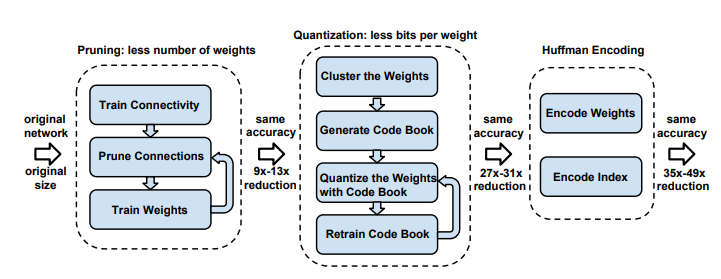 Pruning: less number of weights
Quantization: less bits per weight
Huffman Encoding
original
network
original
size
Train Connectivity
Prune Connections
Train Weights
same
accuracy
9x-13x
reduction
Cluster the Weights
Generate Code Book
Quantize the Weights
with Code Book
Retrain Code Book
same
accuracy
27x-31x
reduction
Encode Weights
Encode Index
same
accuracy
35x-49x
reduction